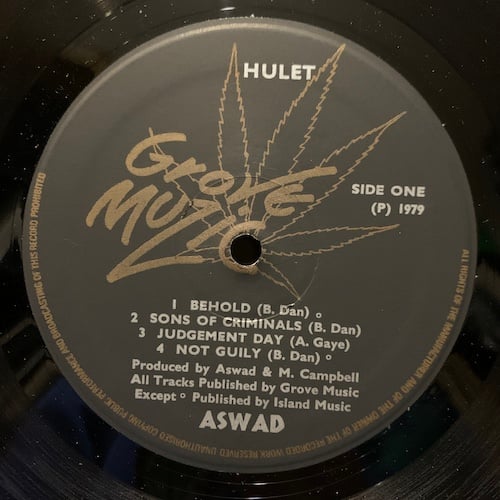 HULET
Grove
Muzic
SIDE ONE
(P) 1979
1 BEHOLD (B. Dan) o
2 SONS OF CRIMINALS (B. Dan)
3 JUDGEMENT DAY (A. Gaye)
4 NOT GUILY (B. Dan) o
Produced by Aswad & M. Campbell
All Tracks Published by Grove Music
Except o Published by Island Music
ASWAD
ALL RIGHTS OF THE MANUFACTURER AND OF THE OWNER OF THE RECORDED WORK RESERVED UNAUTHORISED COPYING PUBLIC PERFORMANCE AND BROADCASTING OF THIS RECORD PROHIBITED